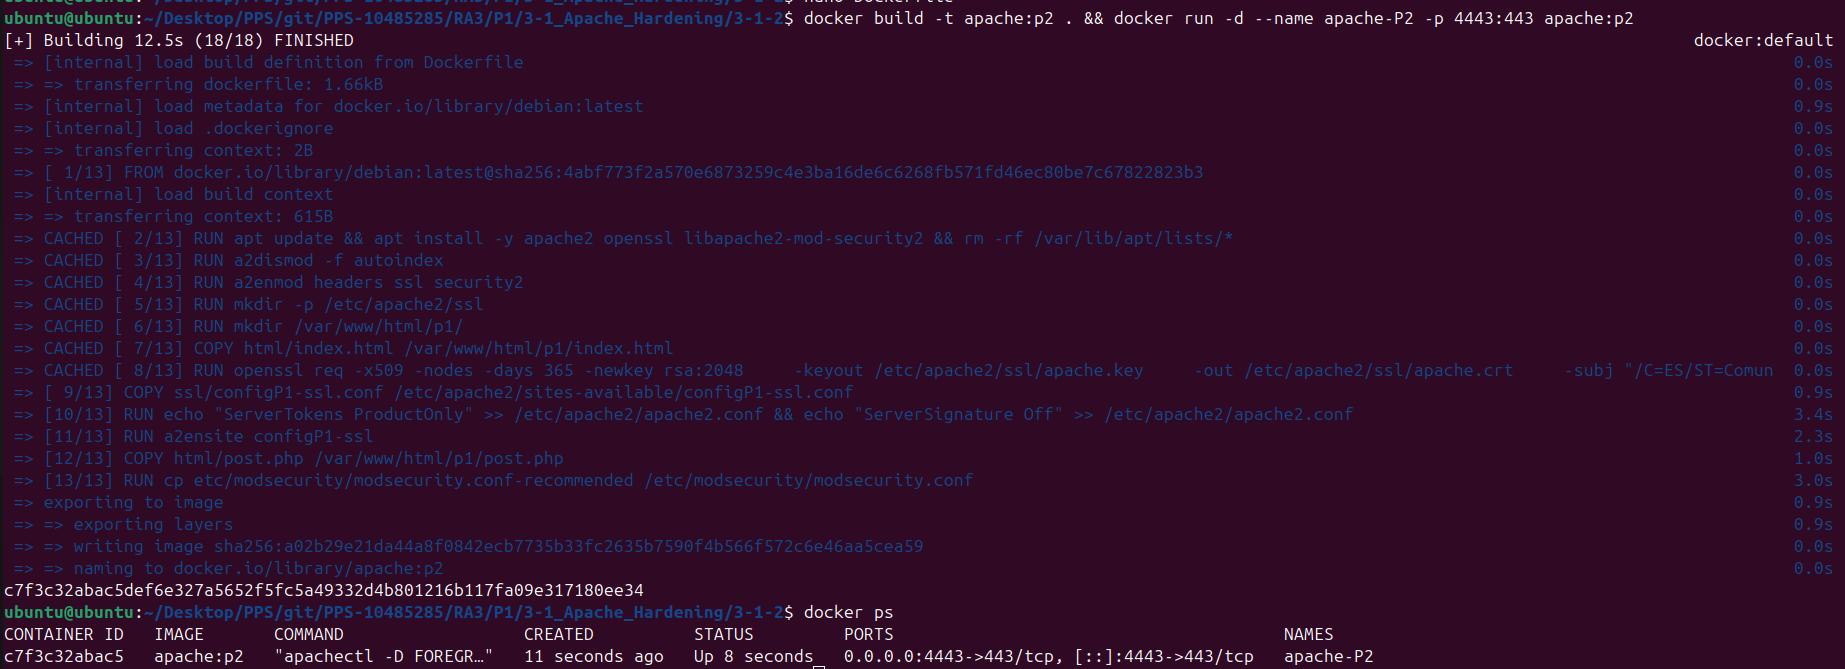 ubuntu@ubuntu:~/Desktop/PPS/git/PPS-10485285/RA3/P1/3-1_Apache_Hardening/3-1-2$ nano Dockerfile
ubuntu@ubuntu:~/Desktop/PPS/git/PPS-10485285/RA3/P1/3-1_Apache_Hardening/3-1-2$ docker build -t apache:p2 . && docker run -d --name apache-P2 -p 4443:443 apache:p2
[+] Building 12.5s (18/18) FINISHED docker:default
=> [internal] load build definition from Dockerfile 0.0s
=> => transferring dockerfile: 1.66kB 0.0s
=> [internal] load metadata for docker.io/library/debian:latest 0.9s
=> [internal] load .dockerignore 0.0s
=> => transferring context: 2B 0.0s
=> [ 1/13] FROM docker.io/library/debian:latest@sha256:4abf773f2a570e6873259c4e3ba16de6c6268fb571fd46ec80be7c67822823b3 0.0s
=> [internal] load build context 0.0s
=> => transferring context: 615B 0.0s
=> CACHED [ 2/13] RUN apt update && apt install -y apache2 openssl libapache2-mod-security2 && rm -rf /var/lib/apt/lists/* 0.0s
=> CACHED [ 3/13] RUN a2dismod -f autoindex 0.0s
=> CACHED [ 4/13] RUN a2enmod headers ssl security2 0.0s
=> CACHED [ 5/13] RUN mkdir -p /etc/apache2/ssl 0.0s
=> CACHED [ 6/13] RUN mkdir /var/www/html/p1/ 0.0s
=> CACHED [ 7/13] COPY html/index.html /var/www/html/p1/index.html 0.0s
=> CACHED [ 8/13] RUN openssl req -x509 -nodes -days 365 -newkey rsa:2048     -keyout /etc/apache2/ssl/apache.key     -out /etc/apache2/ssl/apache.crt     -subj "/C=ES/ST=Comun 0.0s
=> [ 9/13] COPY ssl/configP1-ssl.conf /etc/apache2/sites-available/configP1-ssl.conf 0.9s
=> [10/13] RUN echo "ServerTokens ProductOnly" >> /etc/apache2/apache2.conf && echo "ServerSignature Off" >> /etc/apache2/apache2.conf 3.4s
=> [11/13] RUN a2ensite configP1-ssl 2.3s
=> [12/13] COPY html/post.php /var/www/html/p1/post.php 1.0s
=> [13/13] RUN cp etc/modsecurity/modsecurity.conf-recommended /etc/modsecurity/modsecurity.conf 3.0s
=> exporting to image 0.9s
=> => exporting layers 0.9s
=> => writing image sha256:a02b29e21da44a8f0842ecb7735b33fc2635b7590f4b566f572c6e46aa5cea59 0.0s
=> => naming to docker.io/library/apache:p2 0.0s
c7f3c32abac5def6e327a5652f5fc5a49332d4b801216b117fa09e317180ee34
ubuntu@ubuntu:~/Desktop/PPS/git/PPS-10485285/RA3/P1/3-1_Apache_Hardening/3-1-2$ docker ps
CONTAINER ID   IMAGE       COMMAND                  CREATED          STATUS         PORTS                                       NAMES
c7f3c32abac5   apache:p2   "apachectl -D FOREGR…"   11 seconds ago   Up 8 seconds   0.0.0.0:4443->443/tcp, [::]:4443->443/tcp   apache-P2